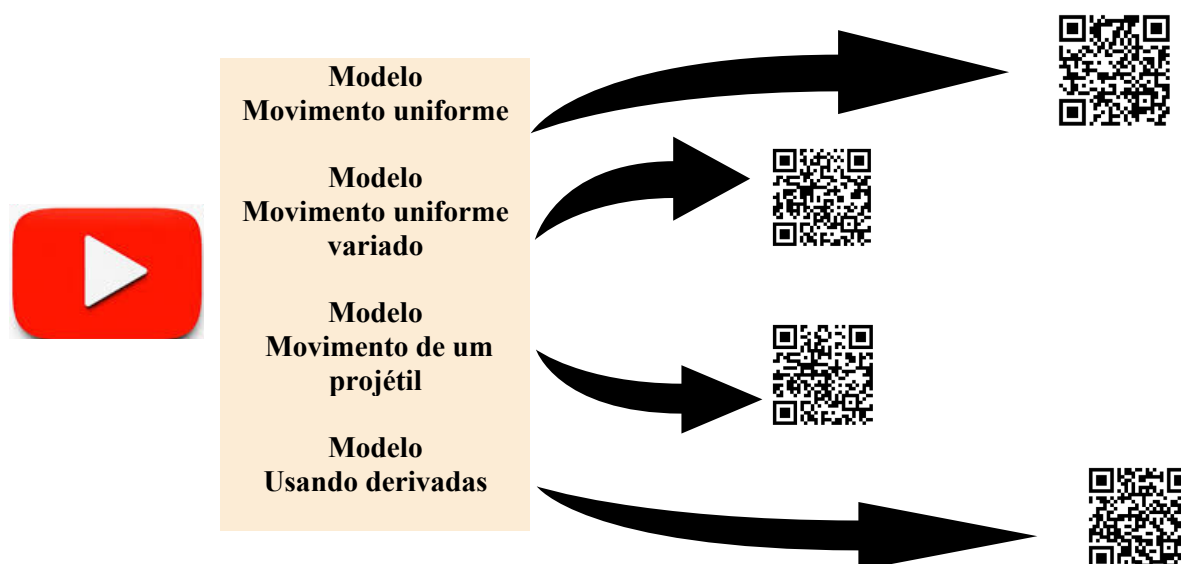 Modelo
Movimento uniforme
Modelo
Movimento uniforme
variado
Modelo
Movimento de um
projétil
Modelo
Usando derivadas